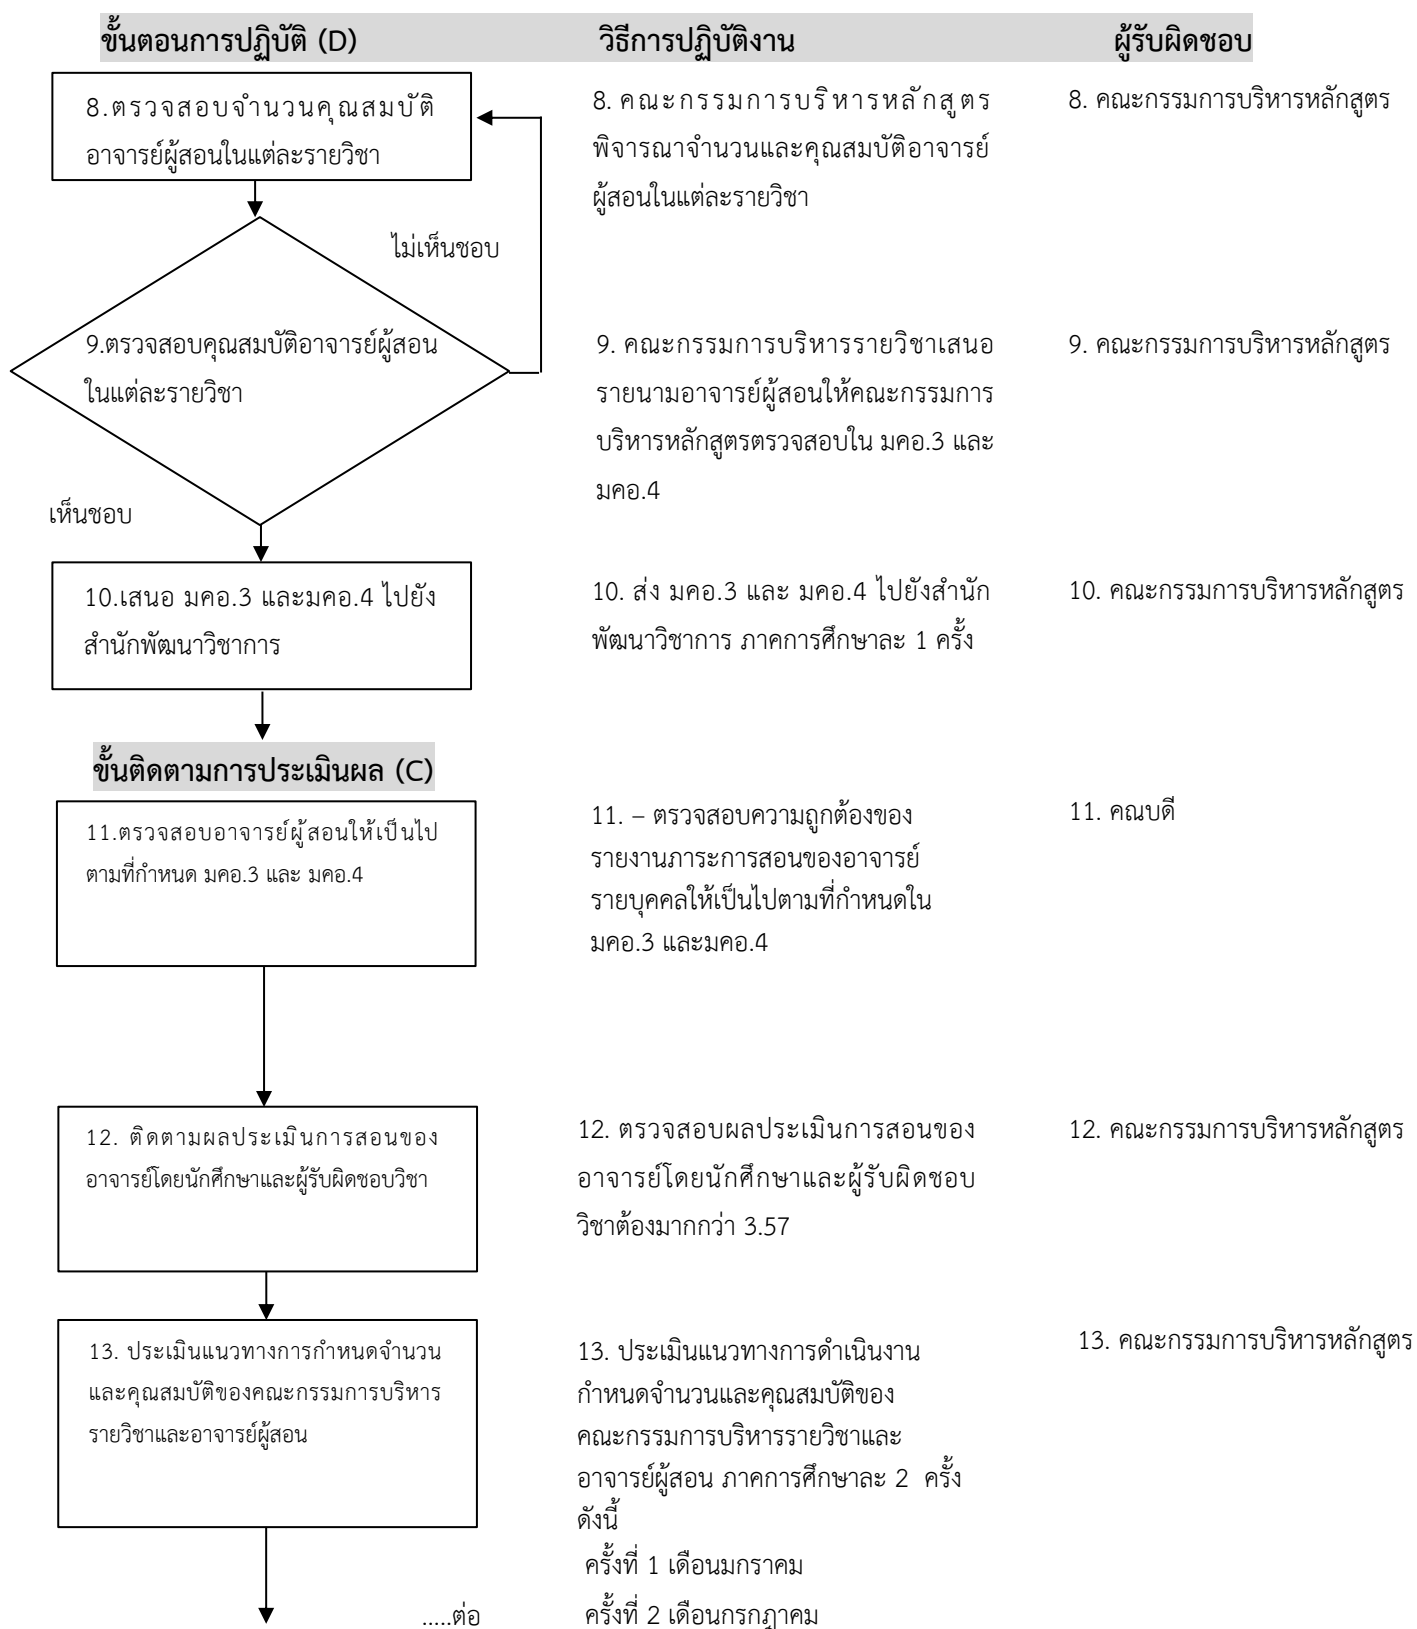 ขั้นตอนการปฏิบัติ (D) วิธีการปฏิบัติงาน ผู้รับผิดชอบ
8.ตรวจสอบจำนวนคุณสมบัติ
อาจารย์ผู้สอนในแต่ละรายวิชา
8. คณะกรรมการบริหารหลักสูตร
พิจารณาจำนวนและคุณสมบัติอาจารย์
ผู้สอนในแต่ละรายวิชา
8. คณะกรรมการบริหารหลักสูตร
ไม่เห็นชอบ
9.ตรวจสอบคุณสมบัติอาจารย์ผู้สอน
ในแต่ละรายวิชา
9. คณะกรรมการบริหารรายวิชาเสนอ
รายนามอาจารย์ผู้สอนให้คณะกรรมการ
บริหารหลักสูตรตรวจสอบใน มคอ.3 และ
มคอ.4
9. คณะกรรมการบริหารหลักสูตร
เห็นชอบ
10.เสนอ มคอ.3 และมคอ.4 ไปยัง
สำนักพัฒนาวิชาการ
10. ส่ง มคอ.3 และ มคอ.4 ไปยังสำนัก
พัฒนาวิชาการ ภาคการศึกษาละ 1 ครั้ง
10. คณะกรรมการบริหารหลักสูตร
ขั้นติดตามการประเมินผล (C)
11.ตรวจสอบอาจารย์ผู้สอนให้เป็นไป
ตามที่กำหนด มคอ.3 และ มคอ.4
11. – ตรวจสอบความถูกต้องของ
รายงานภาระการสอนของอาจารย์
รายบุคคลให้เป็นไปตามที่กำหนดใน
มคอ.3 และมคอ.4
11. คณบดี
12. ติดตามผลประเมินการสอนของ
อาจารย์โดยนักศึกษาและผู้รับผิดชอบวิชา
12. ตรวจสอบผลประเมินการสอนของ
อาจารย์โดยนักศึกษาและผู้รับผิดชอบ
วิชาต้องมากกว่า 3.57
12. คณะกรรมการบริหารหลักสูตร
13. ประเมินแนวทางการกำหนดจำนวน
และคุณสมบัติของคณะกรรมการบริหาร
รายวิชาและอาจารย์ผู้สอน
13. ประเมินแนวทางการดำเนินงาน
กำหนดจำนวนและคุณสมบัติของ
คณะกรรมการบริหารรายวิชาและ
อาจารย์ผู้สอน ภาคการศึกษาละ 2 ครั้ง
ดังนี้
ครั้งที่ 1 เดือนมกราคม
ครั้งที่ 2 เดือนกรกฎาคม
13. คณะกรรมการบริหารหลักสูตร
.....ต่อ